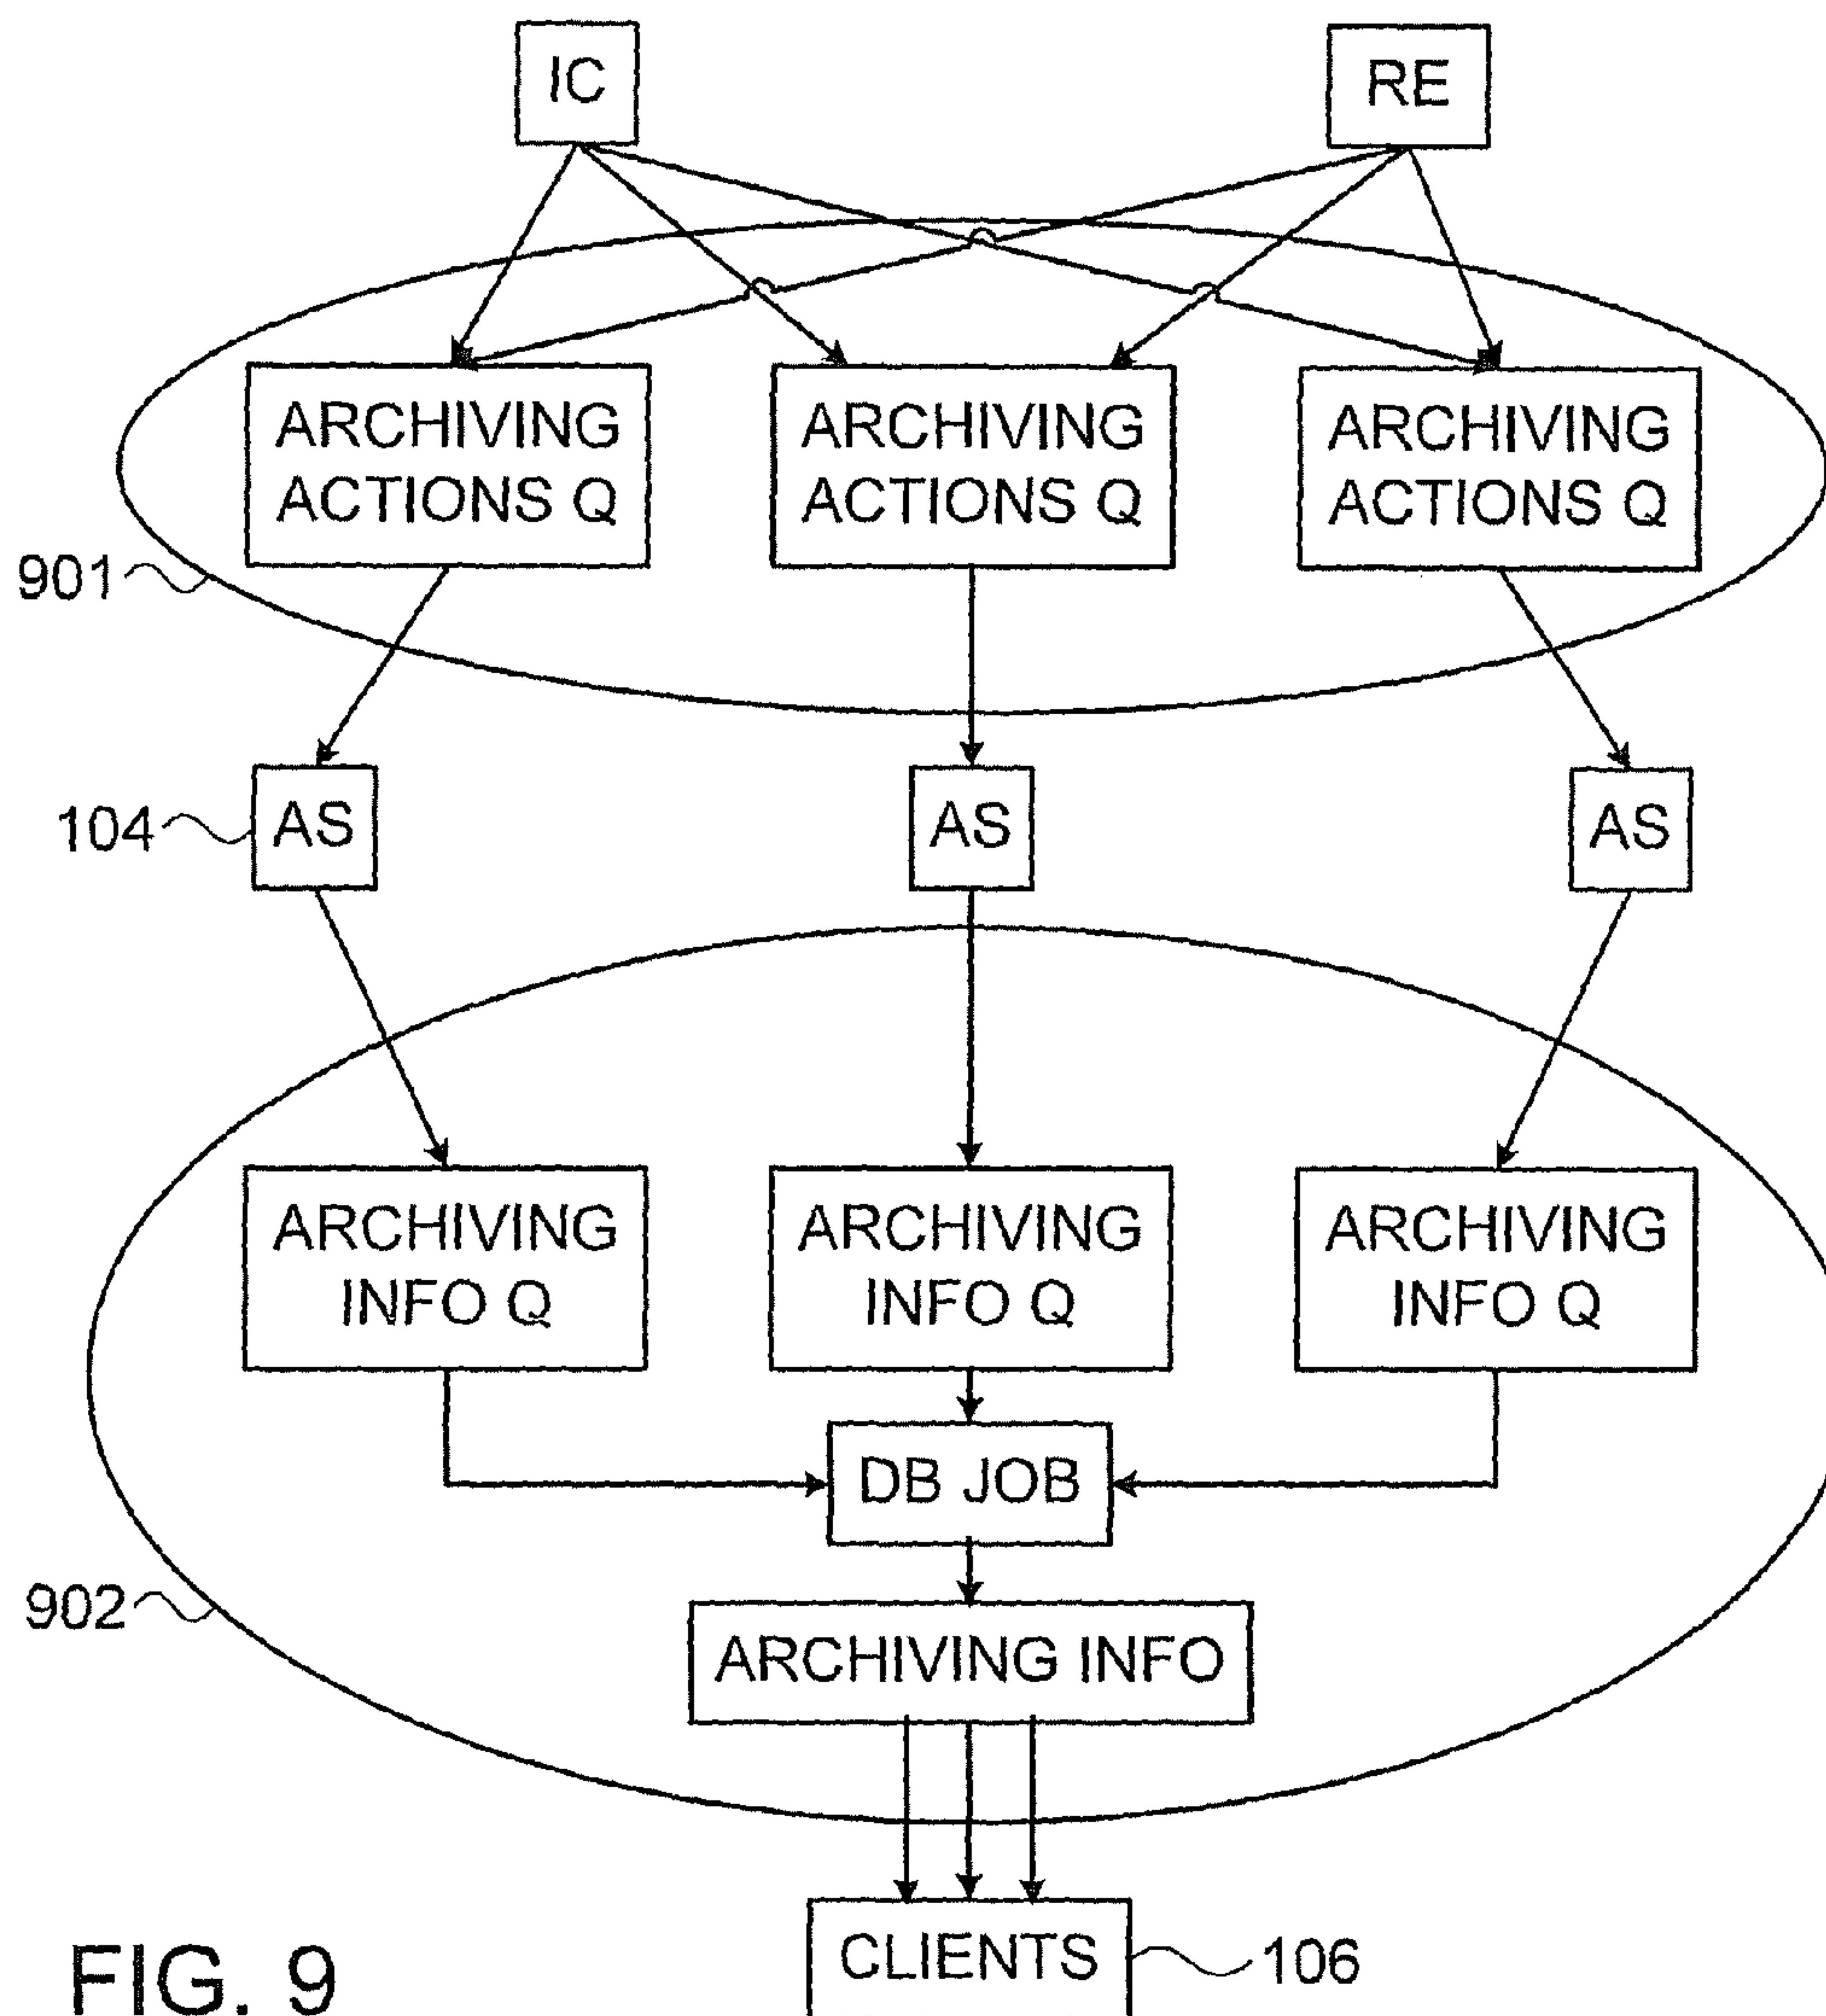 IC
RE
ARCHIVING
ACTIONS Q
ARCHIVING
ACTIONS Q
ARCHIVING
ACTIONS Q
901
104
AS
AS
AS
ARCHIVING
INFO Q
ARCHIVING
INFO Q
ARCHIVING
INFO Q
DB JOB
902
ARCHIVING INFO
CLIENTS
106
FIG. 9